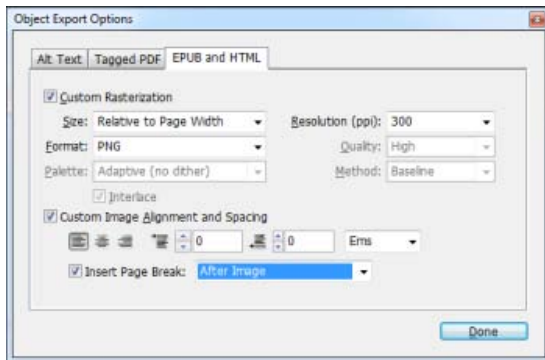 Object Export Options
Alt Text Tagged PDF EPUB and HTML
Custom Rasterization
Size: Relative to Page Width Resolution (ppi): 300
Format: PNG Quality: High
Palette: Adaptive (no dither) Method: Baseline
Interlace
Custom Image Alignment and Spacing
0 0 Ems
Insert Page Break: After Image
Done